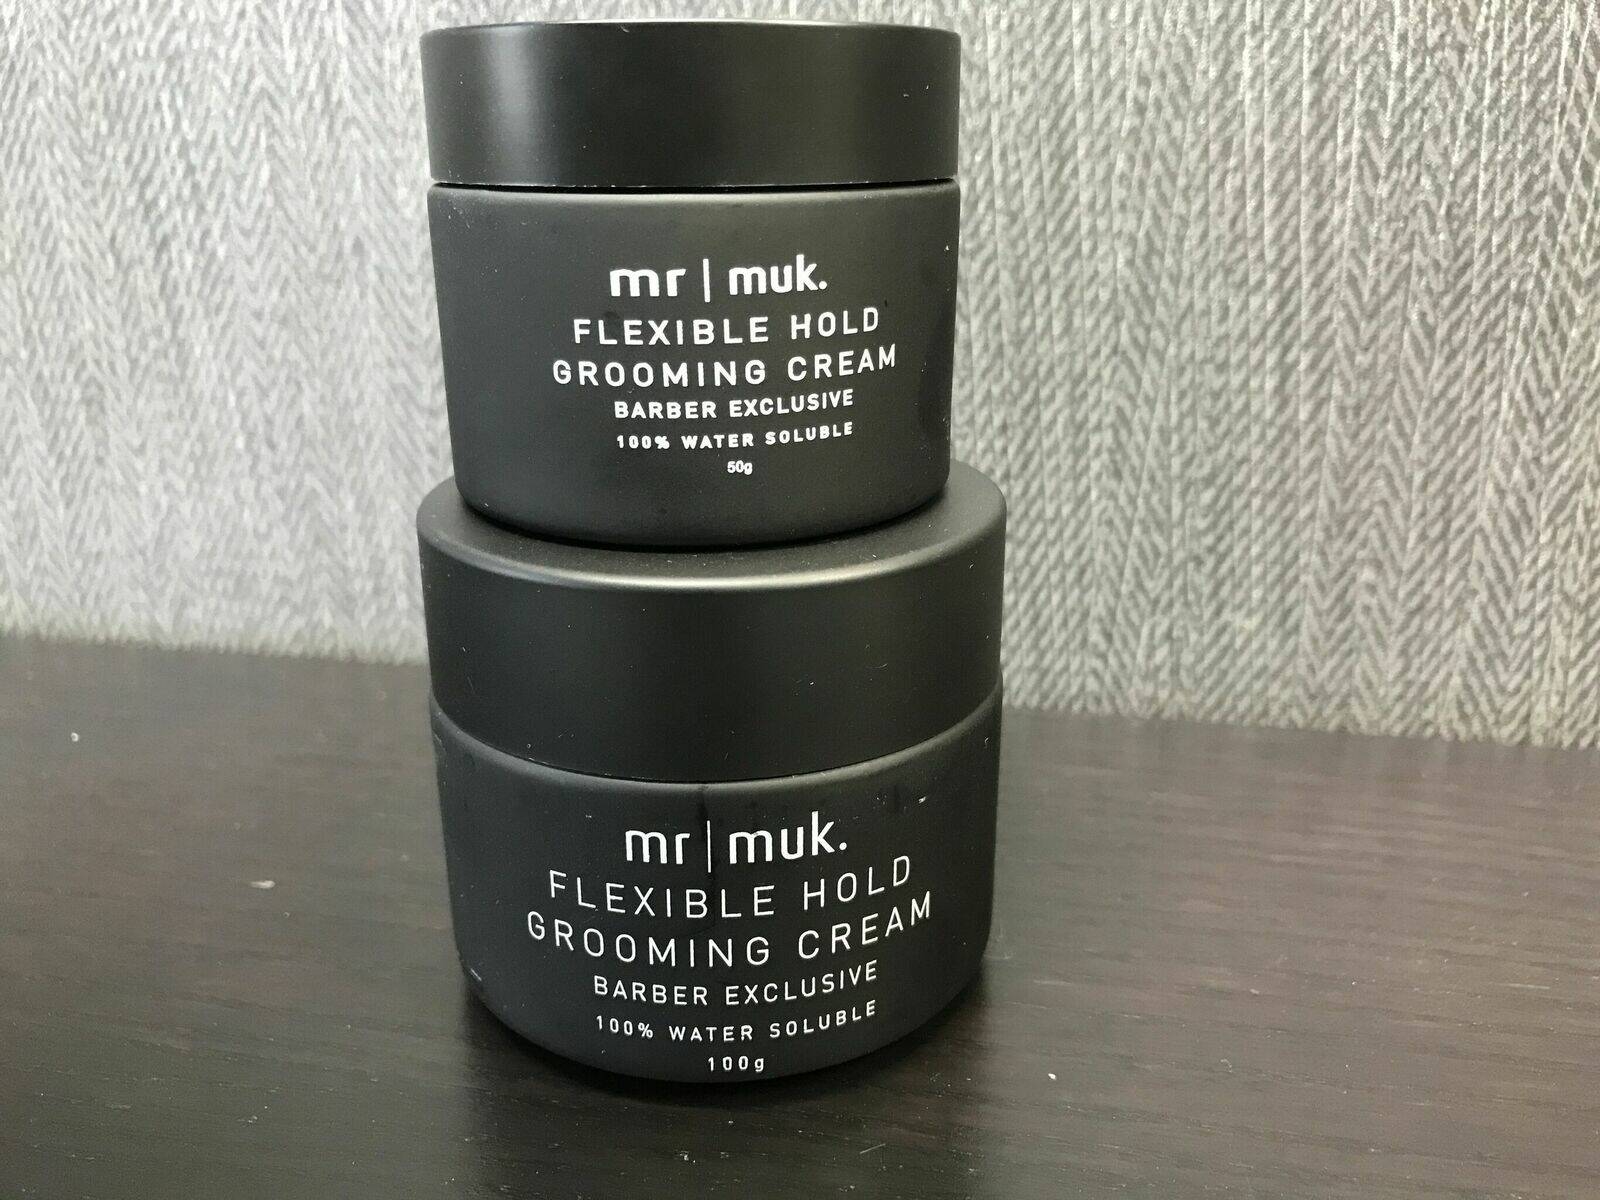 mr | muk.
FLEXIBLE HOLD
GROOMING CREAM
BARBER EXCLUSIVE
100% WATER SOLUBLE
50g
mr | muk.
FLEXIBLE HOLD
GROOMING CREAM
BARBER EXCLUSIVE
100% WATER SOLUBLE
100g